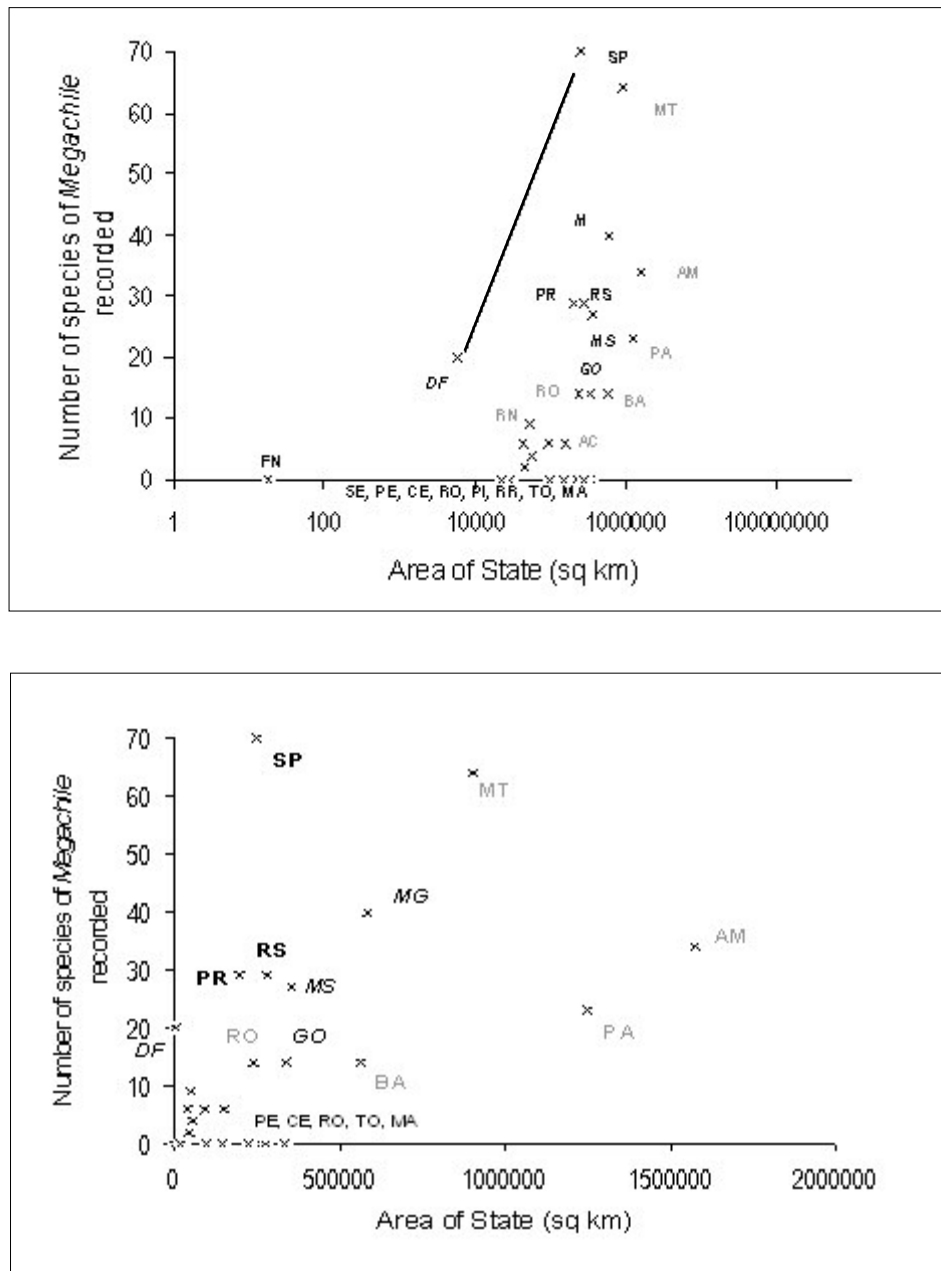 Number of species of Megachile
recorded
70
60
50
40
30
20
10
0
SP
MT
M
AM
PR RS
MS
PA
GO
DF
RO
BA
RN
AC
FN
SE, PE, CE, RO, PI, RR, TO, MA
1 100 10000 1000000 100000000
Area of State (sq km)
Number of species of Megachile
recorded
70
60
50
40
30
20
10
0
SP
MT
MG
AM
RS
PR
MS
RO GO
PA
DF
BA
PE, CE, RO, TO, MA
0 500000 1000000 1500000 2000000
Area of State (sq km)